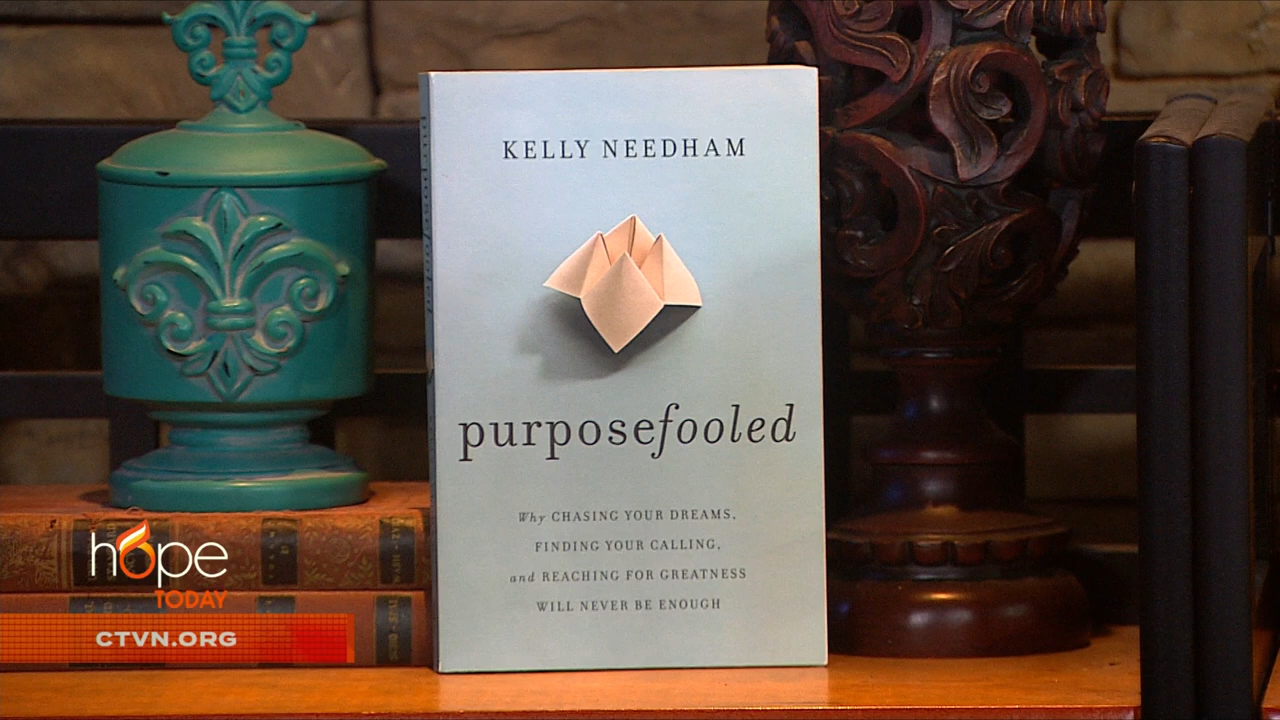 KELLY NEEDHAM
purposefooled
Why CHASING YOUR DREAMS,
FINDING YOUR CALLING,
and REACHING FOR GREATNESS
WILL NEVER BE ENOUGH
purposefooled
hope
TODAY
CTVN.ORG